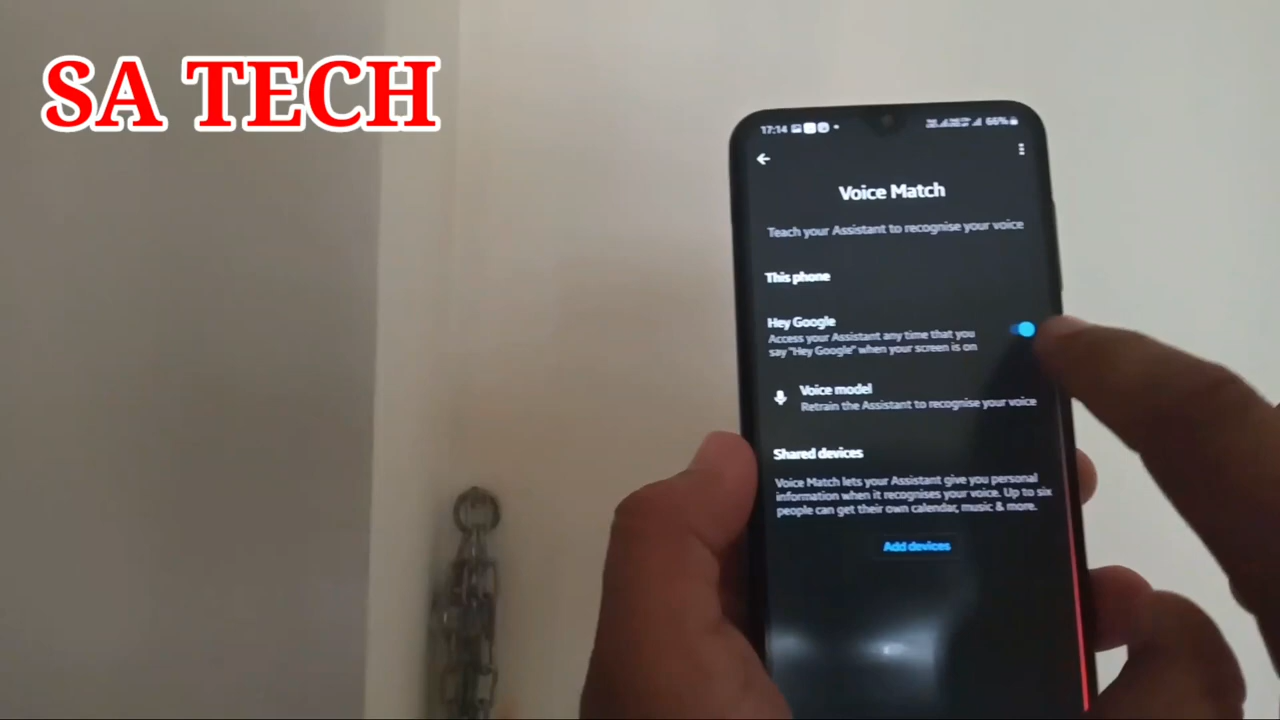 SA TECH
17:14
66%
Voice Match
Teach your Assistant to recognise your voice
This phone
Hey Google
Access your Assistant any time that you
say "Hey Google" when your screen is on
Voice model
Retrain the Assistant to recognise your voice
Shared devices
Voice Match lets your Assistant give you personal
information when it recognises your voice. Up to six
people can get their own calendar, music & more.
Add devices